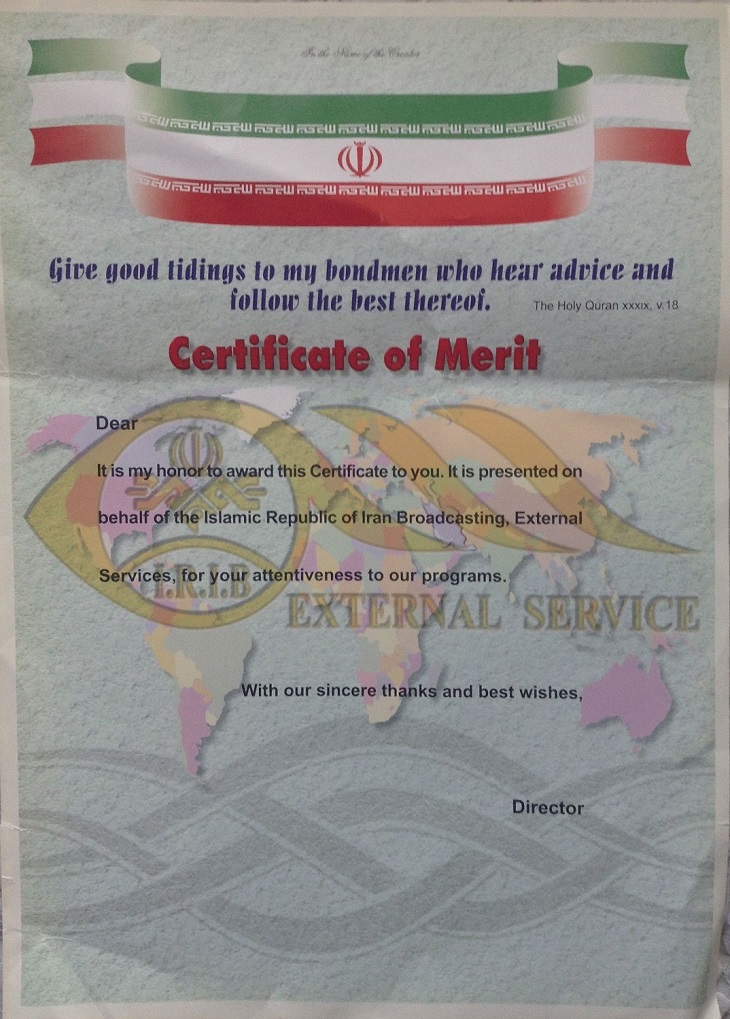 In the Name of the Creator
Give good tidings to my bondmen who hear advice and
follow the best thereof.
The Holy Quran xxxix, v.18
Certificate of Merit
Dear
It is my honor to award this Certificate to you. It is presented on
behalf of the Islamic Republic of Iran Broadcasting, External
Services, for your attentiveness to our programs.
I.R.I.B
EXTERNAL SERVICE
With our sincere thanks and best wishes,
Director